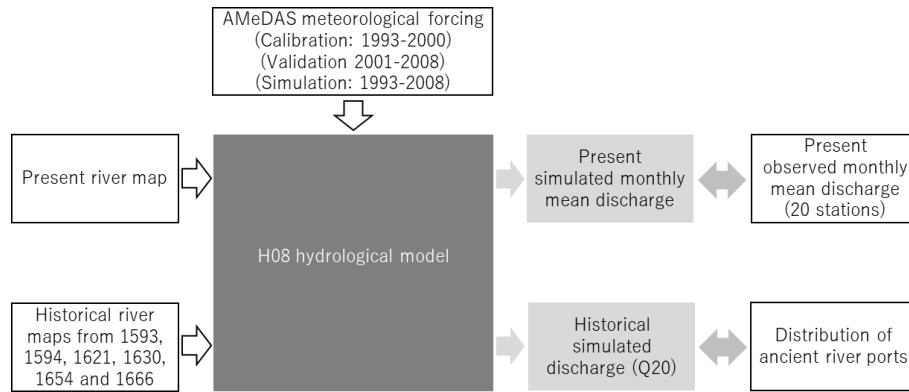 AMeDAS meteorological forcing
(Calibration: 1993-2000)
(Validation 2001-2008)
(Simulation: 1993-2008)
Present river map
H08 hydrological model
Present
simulated monthly
mean discharge
Present
observed monthly
mean discharge
(20 stations)
Historical river
maps from 1593,
1594, 1621, 1630,
1654 and 1666
Historical
simulated
discharge (Q20)
Distribution of
ancient river ports